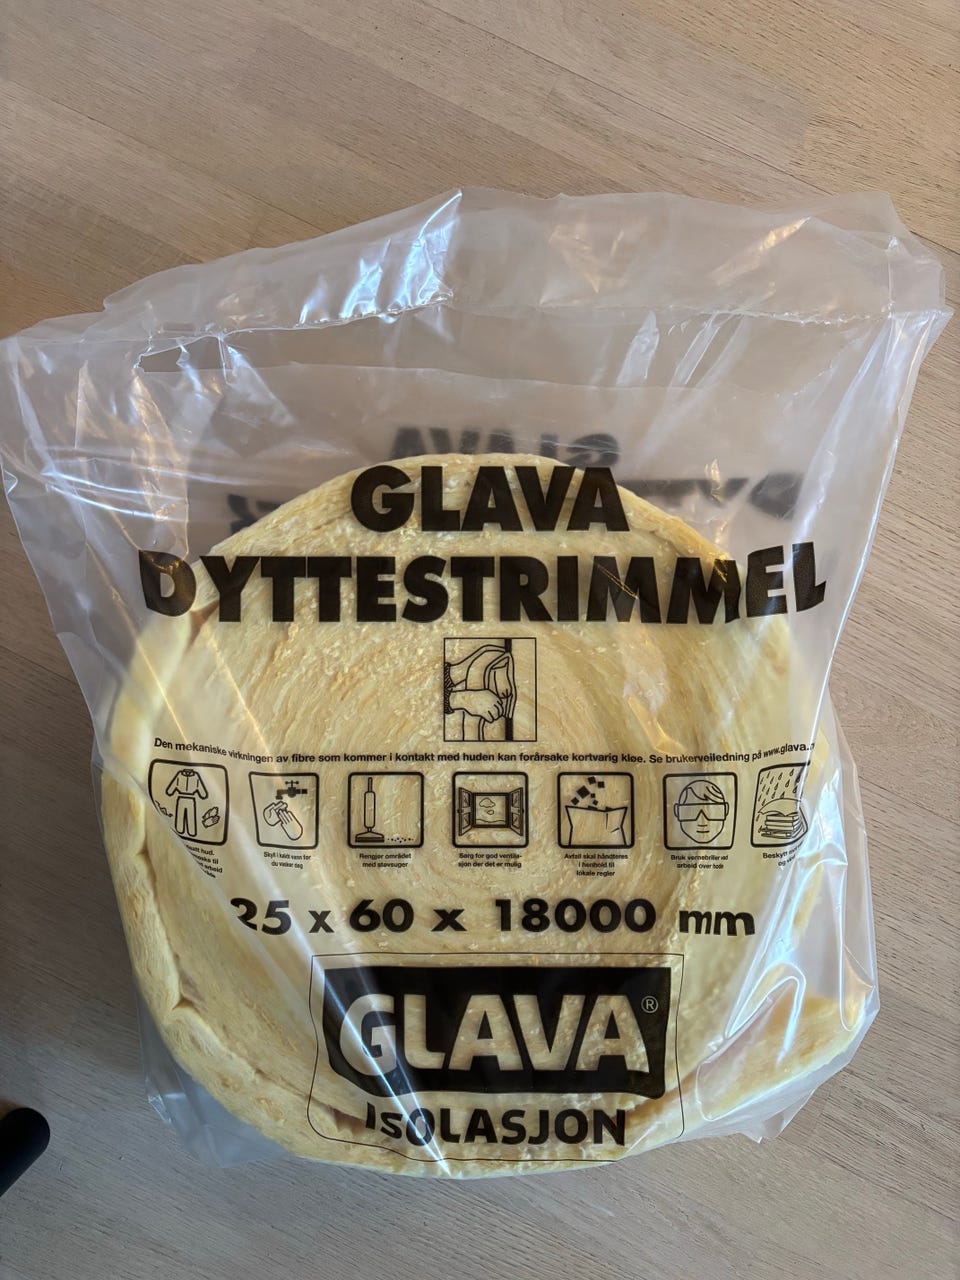 GLAVA
DYTTESTRIMMEL
Den mekaniske virkningen av fibre som kommer i kontakt med huden kan forårsake kortvarig kløe. Se brukerveiledning på www.glava.
hud.
Skyll i kaldt vann før
du vasker deg
Rengjør området
med støvsuger
Sørg for god ventila-
sjon der det er mulig
Avfall skal håndteres
i henhold til
lokale regler
Bruk vernebriller ved
arbeid over hode
Beskytt
25 x 60 x 18000 mm
GLAVA®
ISOLASJON